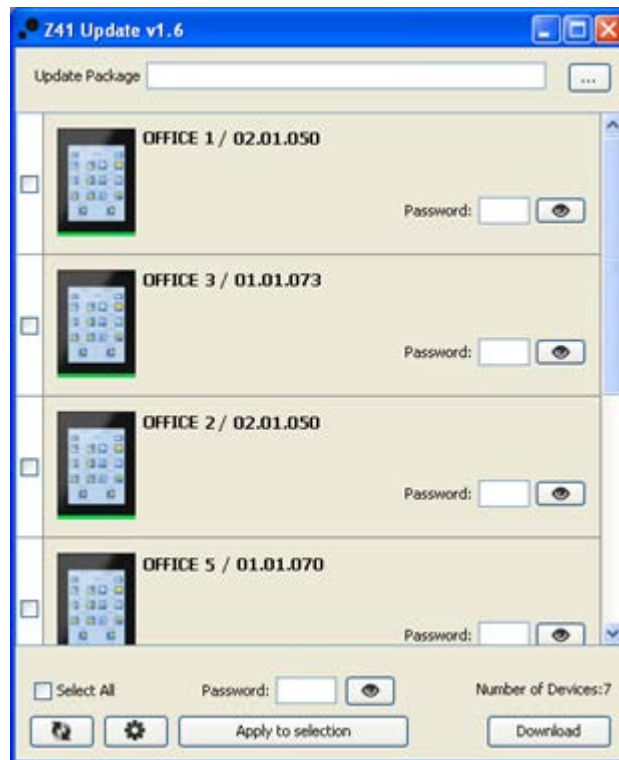 Z41 Update v1.6
Update Package ...
OFFICE 1 / 02.01.050
Password:
OFFICE 3 / 01.01.073
Password:
OFFICE 2 / 02.01.050
Password:
OFFICE 5 / 01.01.070
Password:
Select All Password: Number of Devices:7
Apply to selection Download